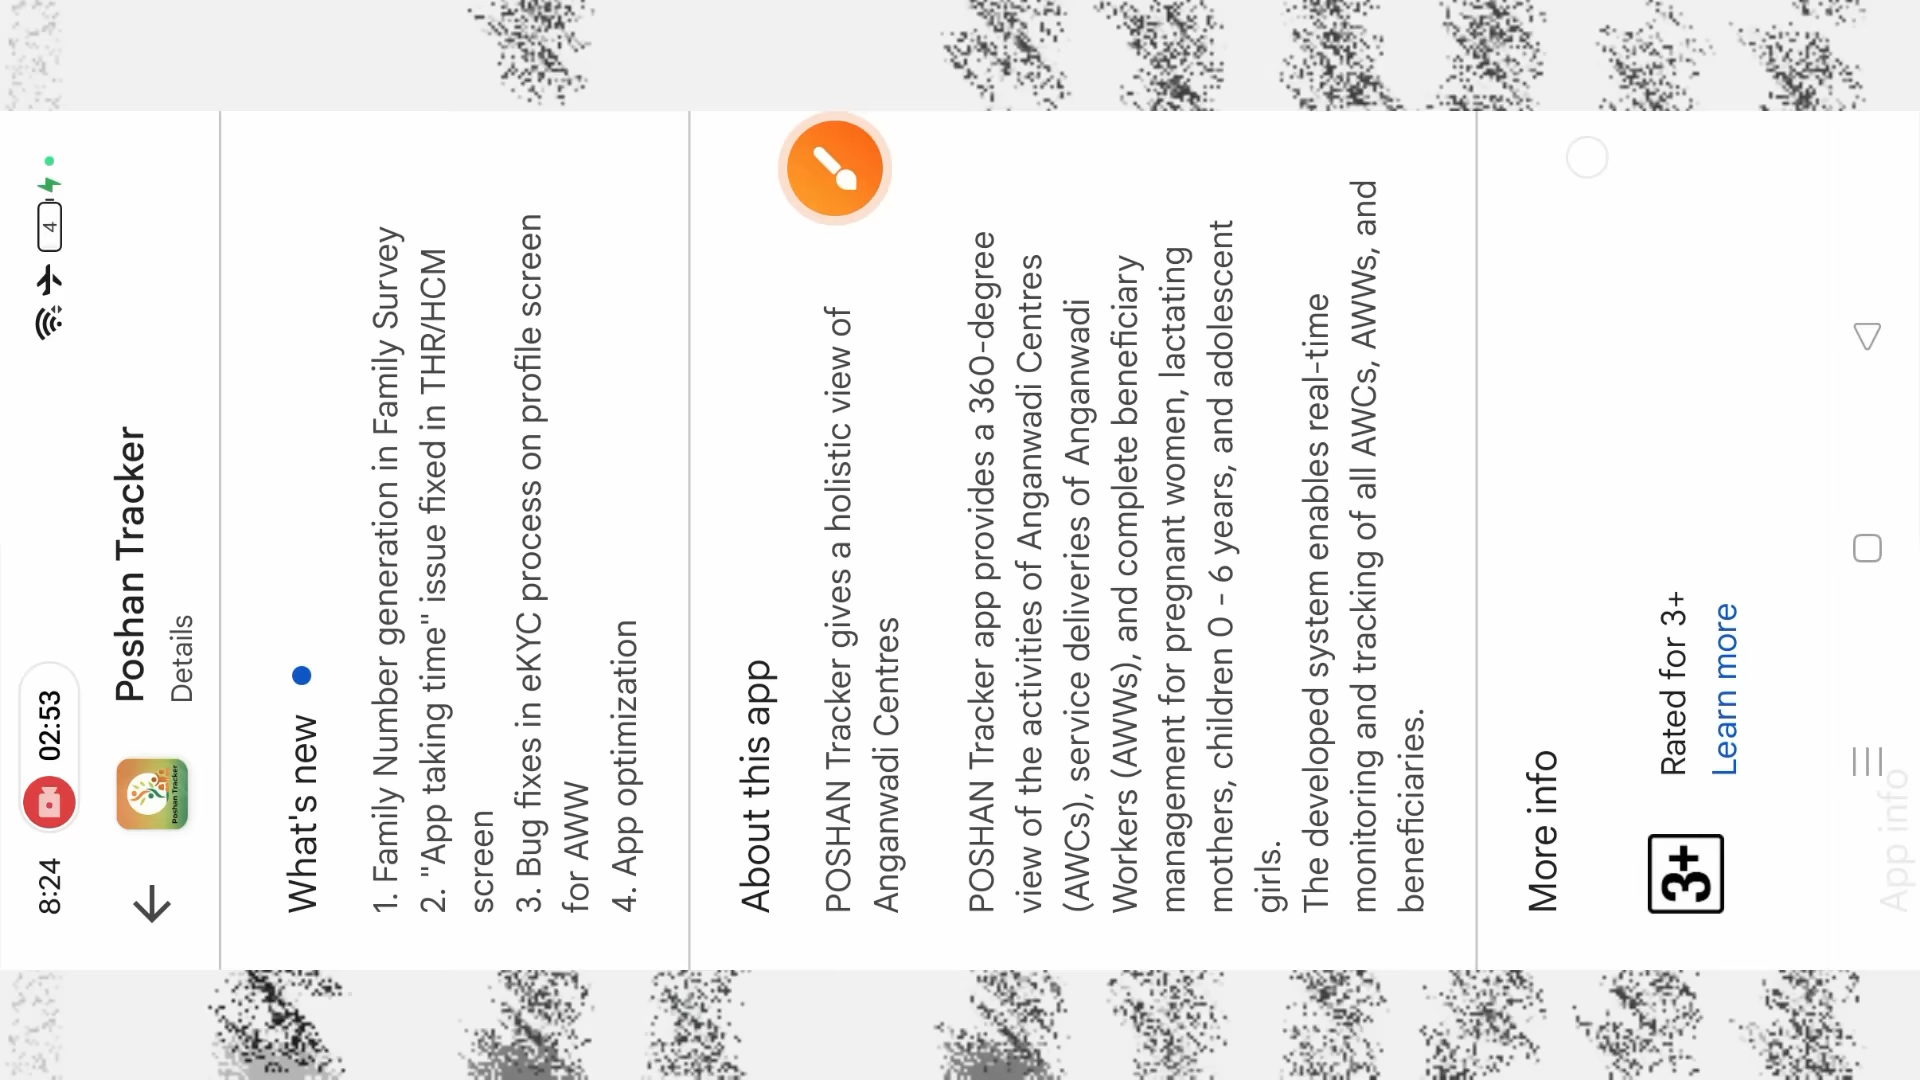 8:24 02:53 4
Poshan Tracker
Details
Poshan Tracker
What's new
1. Family Number generation in Family Survey
2. "App taking time" issue fixed in THR/HCM
screen
3. Bug fixes in eKYC process on profile screen
for AWW
4. App optimization
About this app
POSHAN Tracker gives a holistic view of
Anganwadi Centres
POSHAN Tracker app provides a 360-degree
view of the activities of Anganwadi Centres
(AWCs), service deliveries of Anganwadi
Workers (AWWs), and complete beneficiary
management for pregnant women, lactating
mothers, children 0 - 6 years, and adolescent
girls.
The developed system enables real-time
monitoring and tracking of all AWCs, AWWs, and
beneficiaries.
More info
3+
Rated for 3+
Learn more
App info